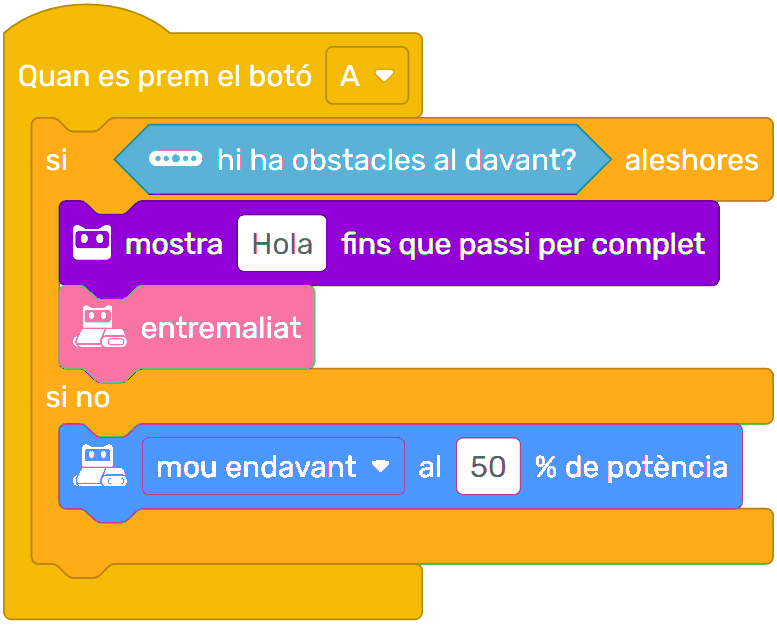 Quan es prem el botó A
si hi ha obstacles al davant? aleshores
mostra Hola fins que passi per complet
entremaliat
si no
mou endavant al 50 % de potència